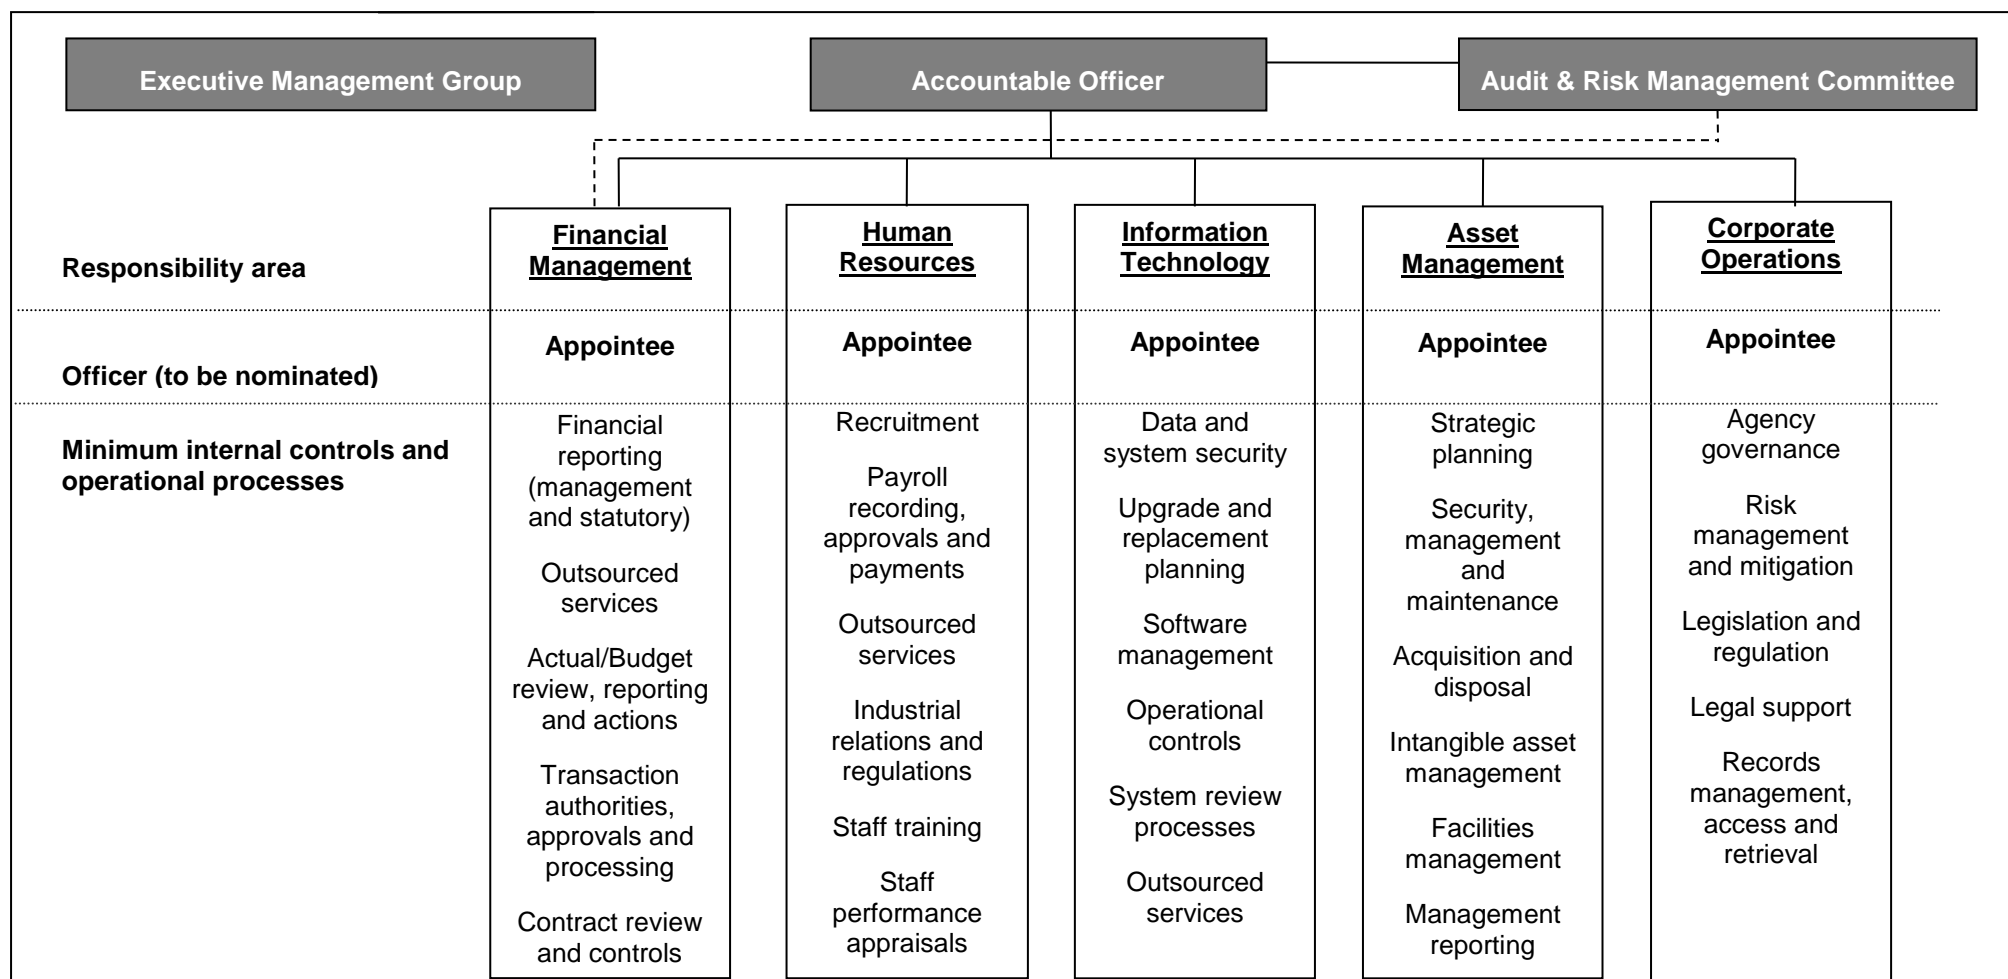 Executive Management Group
Accountable Officer
Audit & Risk Management Committee
Responsibility area
Financial
Management
Human
Resources
Information
Technology
Asset
Management
Corporate
Operations
Officer (to be nominated)
Appointee
Appointee
Appointee
Appointee
Appointee
Minimum internal controls and
operational processes
Financial
reporting
(management
and statutory)
Outsourced
services
Actual/Budget
review, reporting
and actions
Transaction
authorities,
approvals and
processing
Contract review
and controls
Recruitment
Payroll
recording,
approvals and
payments
Outsourced
services
Industrial
relations and
regulations
Staff training
Staff
performance
appraisals
Data and
system security
Upgrade and
replacement
planning
Software
management
Operational
controls
System review
processes
Outsourced
services
Strategic
planning
Security,
management
and
maintenance
Acquisition and
disposal
Intangible asset
management
Facilities
management
Management
reporting
Agency
governance
Risk
management
and mitigation
Legislation and
regulation
Legal support
Records
management,
access and
retrieval